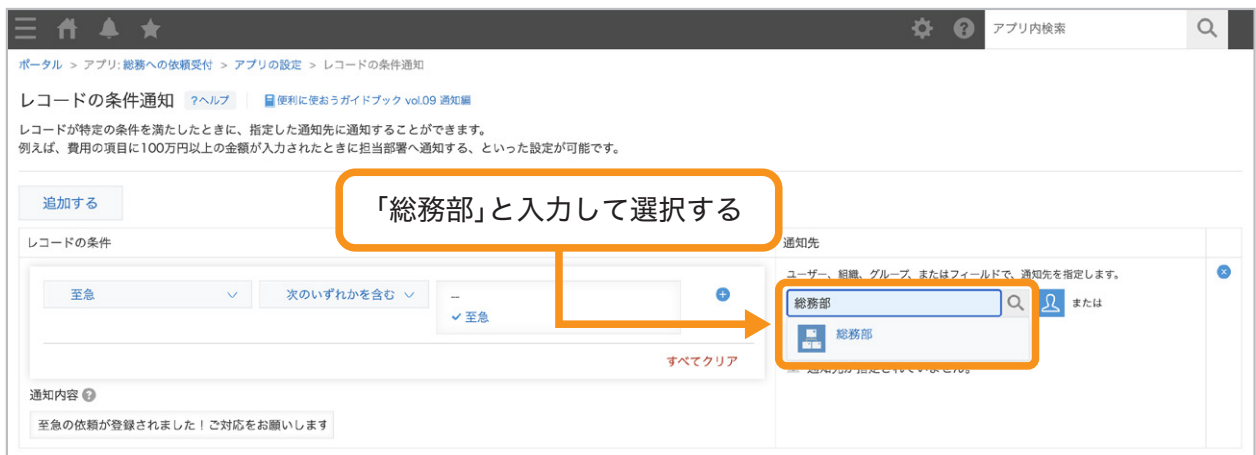 アプリ内検索
ポータル > アプリ: 総務への依頼受付 > アプリの設定 > レコードの条件通知
レコードの条件通知 ?ヘルプ 便利に使おうガイドブック vol.09 通知編
レコードが特定の条件を満たしたときに、指定した通知先に通知することができます。
例えば、費用の項目に100万円以上の金額が入力されたときに担当部署へ通知する、といった設定が可能です。
追加する
「総務部」と入力して選択する
レコードの条件
通知先
ユーザー、組織、グループ、またはフィールドで、通知先を指定します。
至急 次のいずれかを含む --
至急
総務部 または
総務部
通知先が指定されていません。
すべてクリア
通知内容
至急の依頼が登録されました！ご対応をお願いします